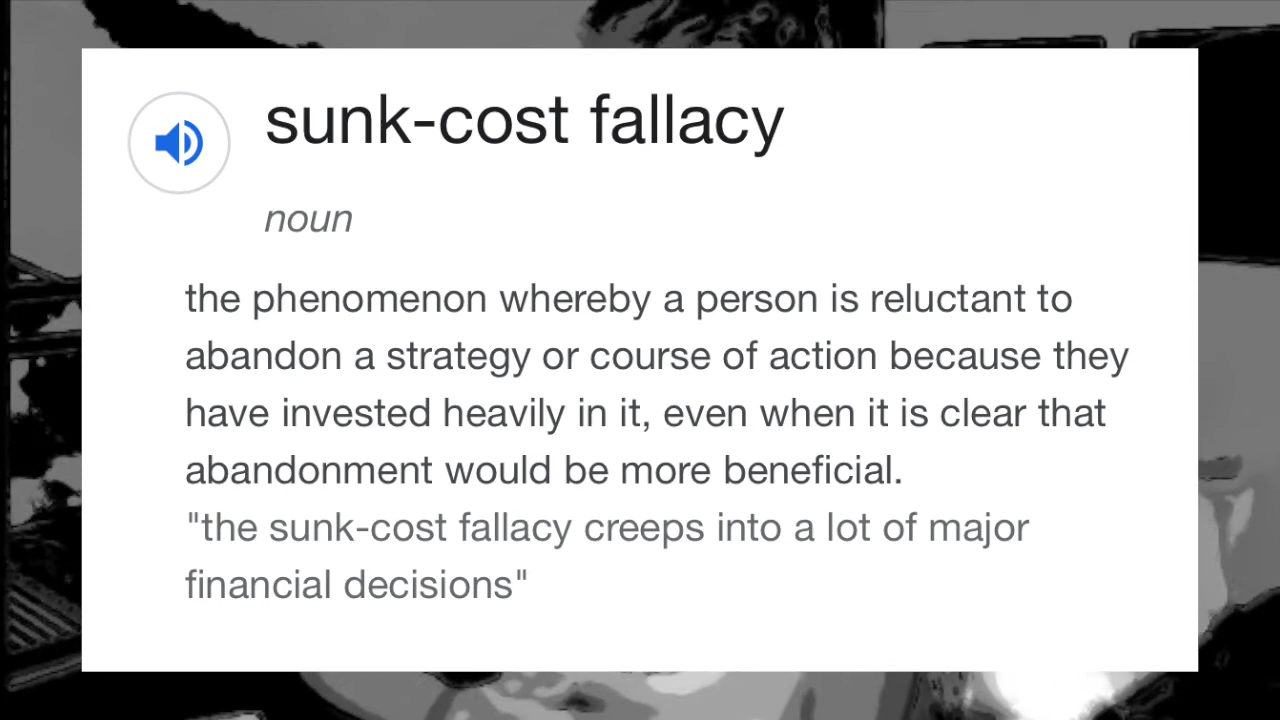 sunk-cost fallacy
noun
the phenomenon whereby a person is reluctant to
abandon a strategy or course of action because they
have invested heavily in it, even when it is clear that
abandonment would be more beneficial.
"the sunk-cost fallacy creeps into a lot of major
financial decisions"